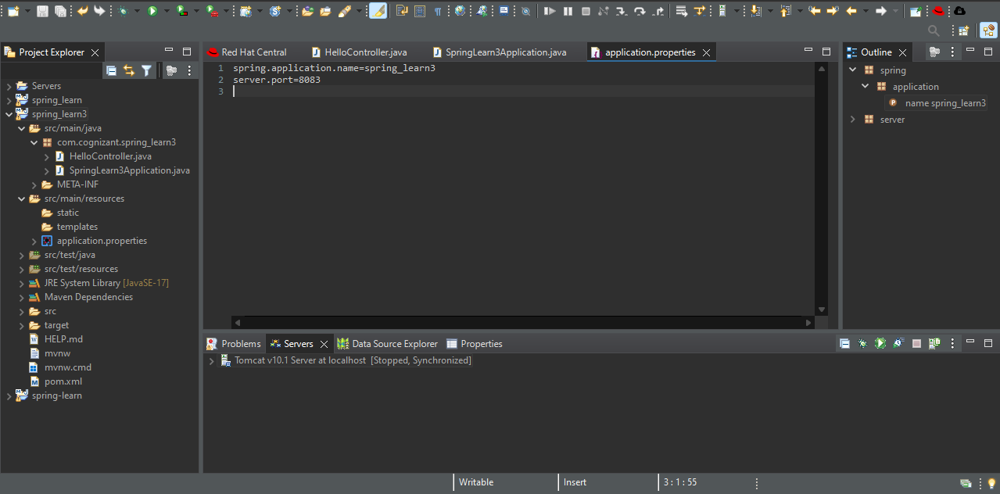 Project Explorer
Servers
spring_learn
spring_learn3
src/main/java
com.cognizant.spring_learn3
HelloController.java
SpringLearn3Application.java
META-INF
src/main/resources
static
templates
application.properties
src/test/java
src/test/resources
JRE System Library [JavaSE-17]
Maven Dependencies
src
target
HELP.md
mvnw
mvnw.cmd
pom.xml
spring-learn
Red Hat Central HelloController.java SpringLearn3Application.java application.properties
1 spring.application.name=spring_learn3
2 server.port=8083
3
Outline
spring
application
name spring_learn3
server
Problems Servers Data Source Explorer Properties
Tomcat v10.1 Server at localhost [Stopped, Synchronized]
Writable Insert 3 : 1 : 55